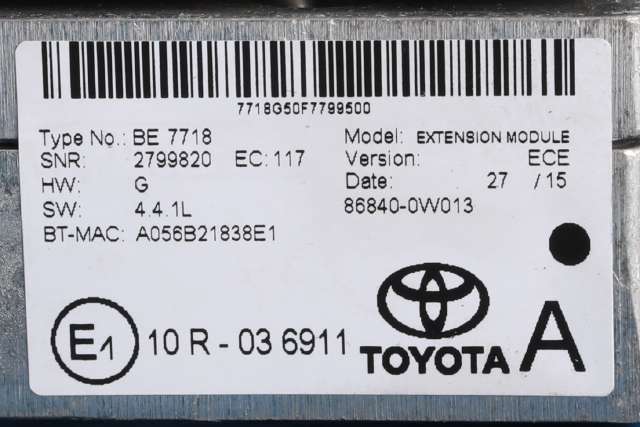 7718G50F7799500
Type No.: BE 7718 Model: EXTENSION MODULE
SNR: 2799820 EC: 117 Version: ECE
HW: G Date: 27 / 15
SW: 4.4.1L 86840-0W013
BT-MAC: A056B21838E1
E1 10 R - 03 6911 TOYOTA A